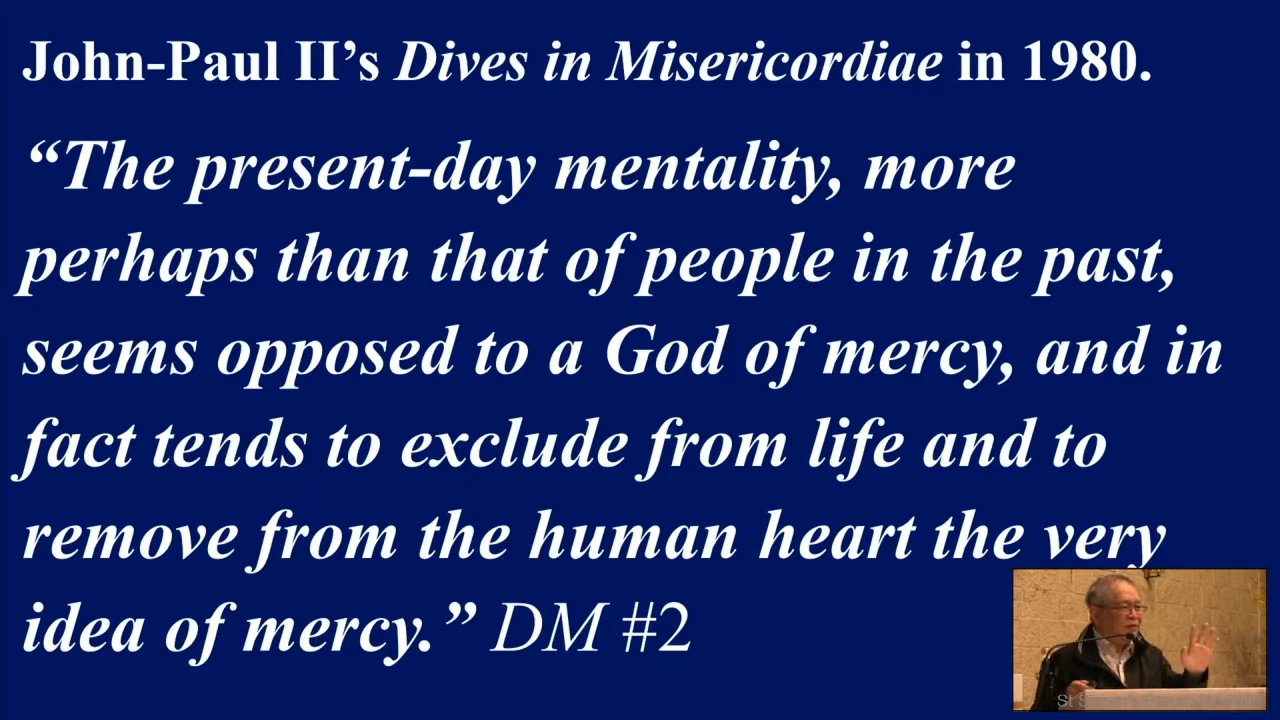 John-Paul II’s Dives in Misericordiae in 1980.
“The present-day mentality, more
perhaps than that of people in the past,
seems opposed to a God of mercy, and in
fact tends to exclude from life and to
remove from the human heart the very
idea of mercy.” DM #2
St